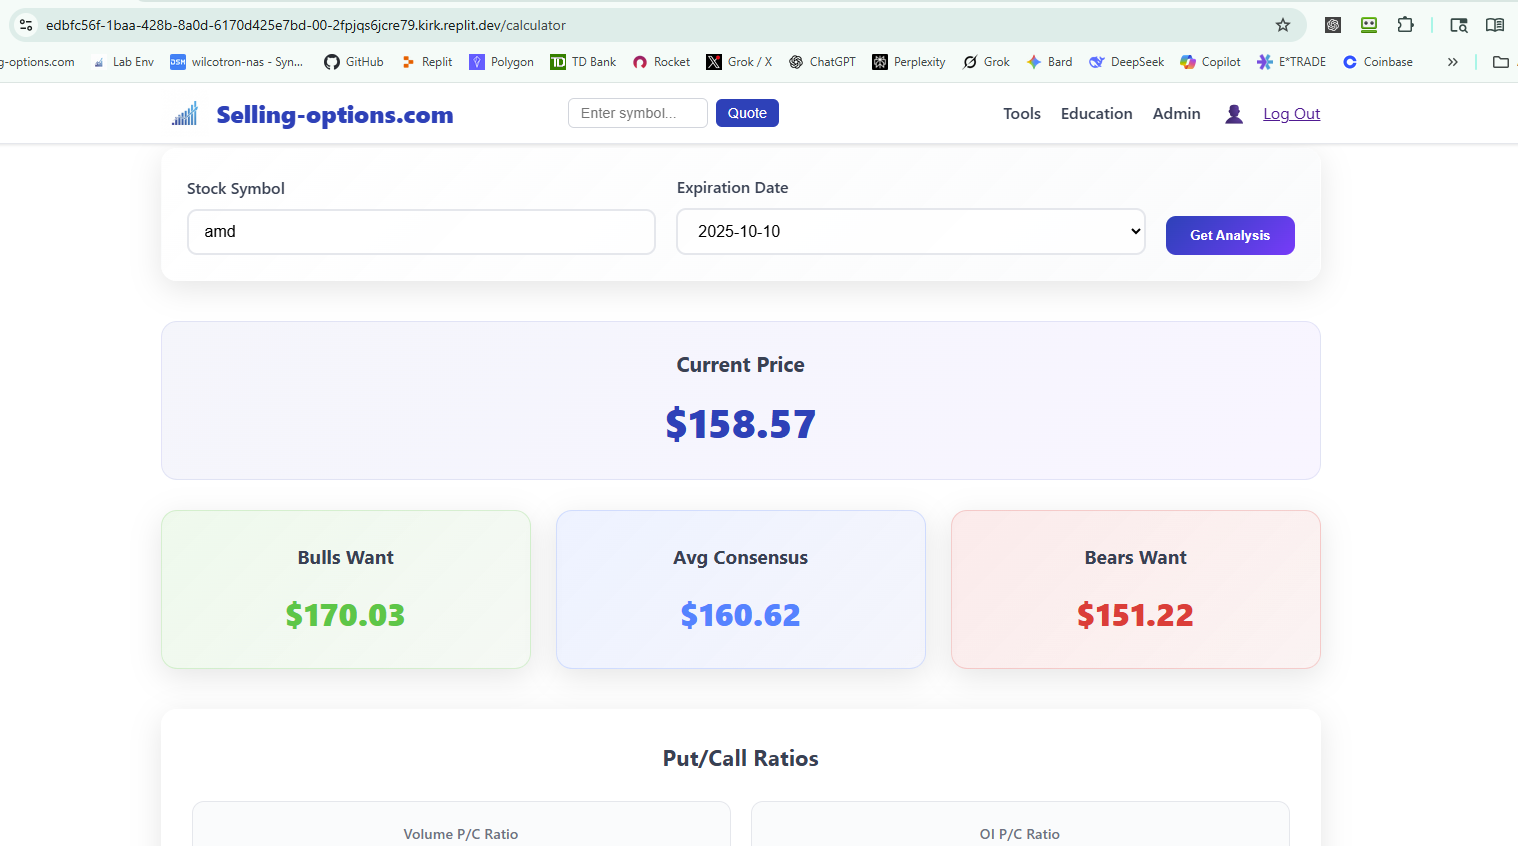 edbfc56f-1baa-428b-8a0d-6170d425e7bd-00-2fpjqs6jcre79.kirk.replit.dev/calculator
g-options.com Lab Env DSM wilcotron-nas - Syn... GitHub Replit Polygon TD TD Bank Rocket X Grok / X ChatGPT Perplexity Grok Bard DeepSeek Copilot E*TRADE Coinbase »
Selling-options.com Enter symbol... Quote Tools Education Admin Log Out
Stock Symbol Expiration Date
amd 2025-10-10 Get Analysis
Current Price
$158.57
Bulls Want Avg Consensus Bears Want
$170.03 $160.62 $151.22
Put/Call Ratios
Volume P/C Ratio OI P/C Ratio